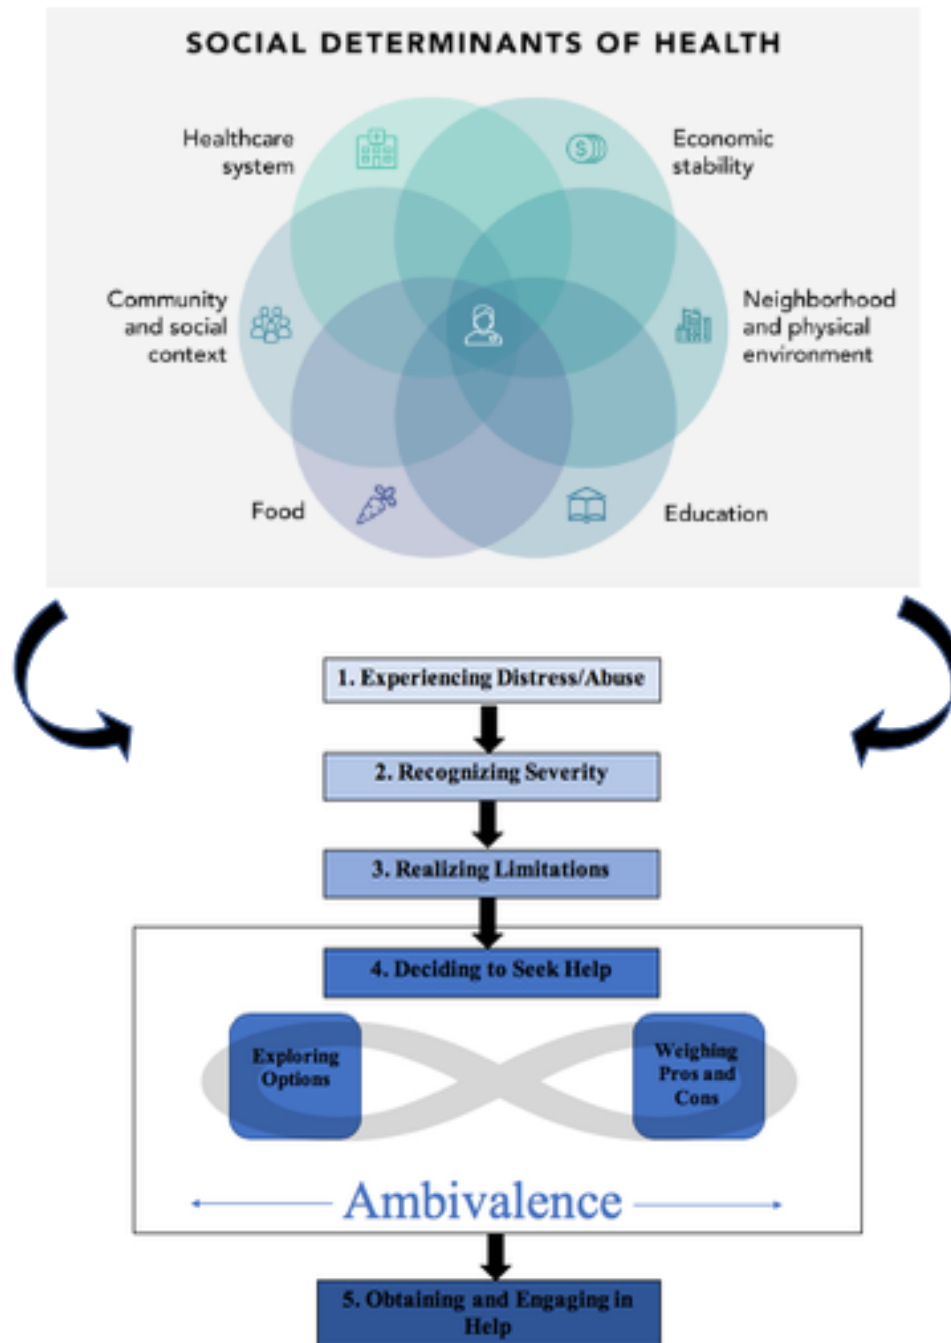 SOCIAL DETERMINANTS OF HEALTH
Healthcare
system
Economic
stability
Community
and social
context
Neighborhood
and physical
environment
Food
Education
1. Experiencing Distress/Abuse
2. Recognizing Severity
3. Realizing Limitations
4. Deciding to Seek Help
Exploring
Options
Weighing
Pros and
Cons
Ambivalence
5. Obtaining and Engaging in
Help